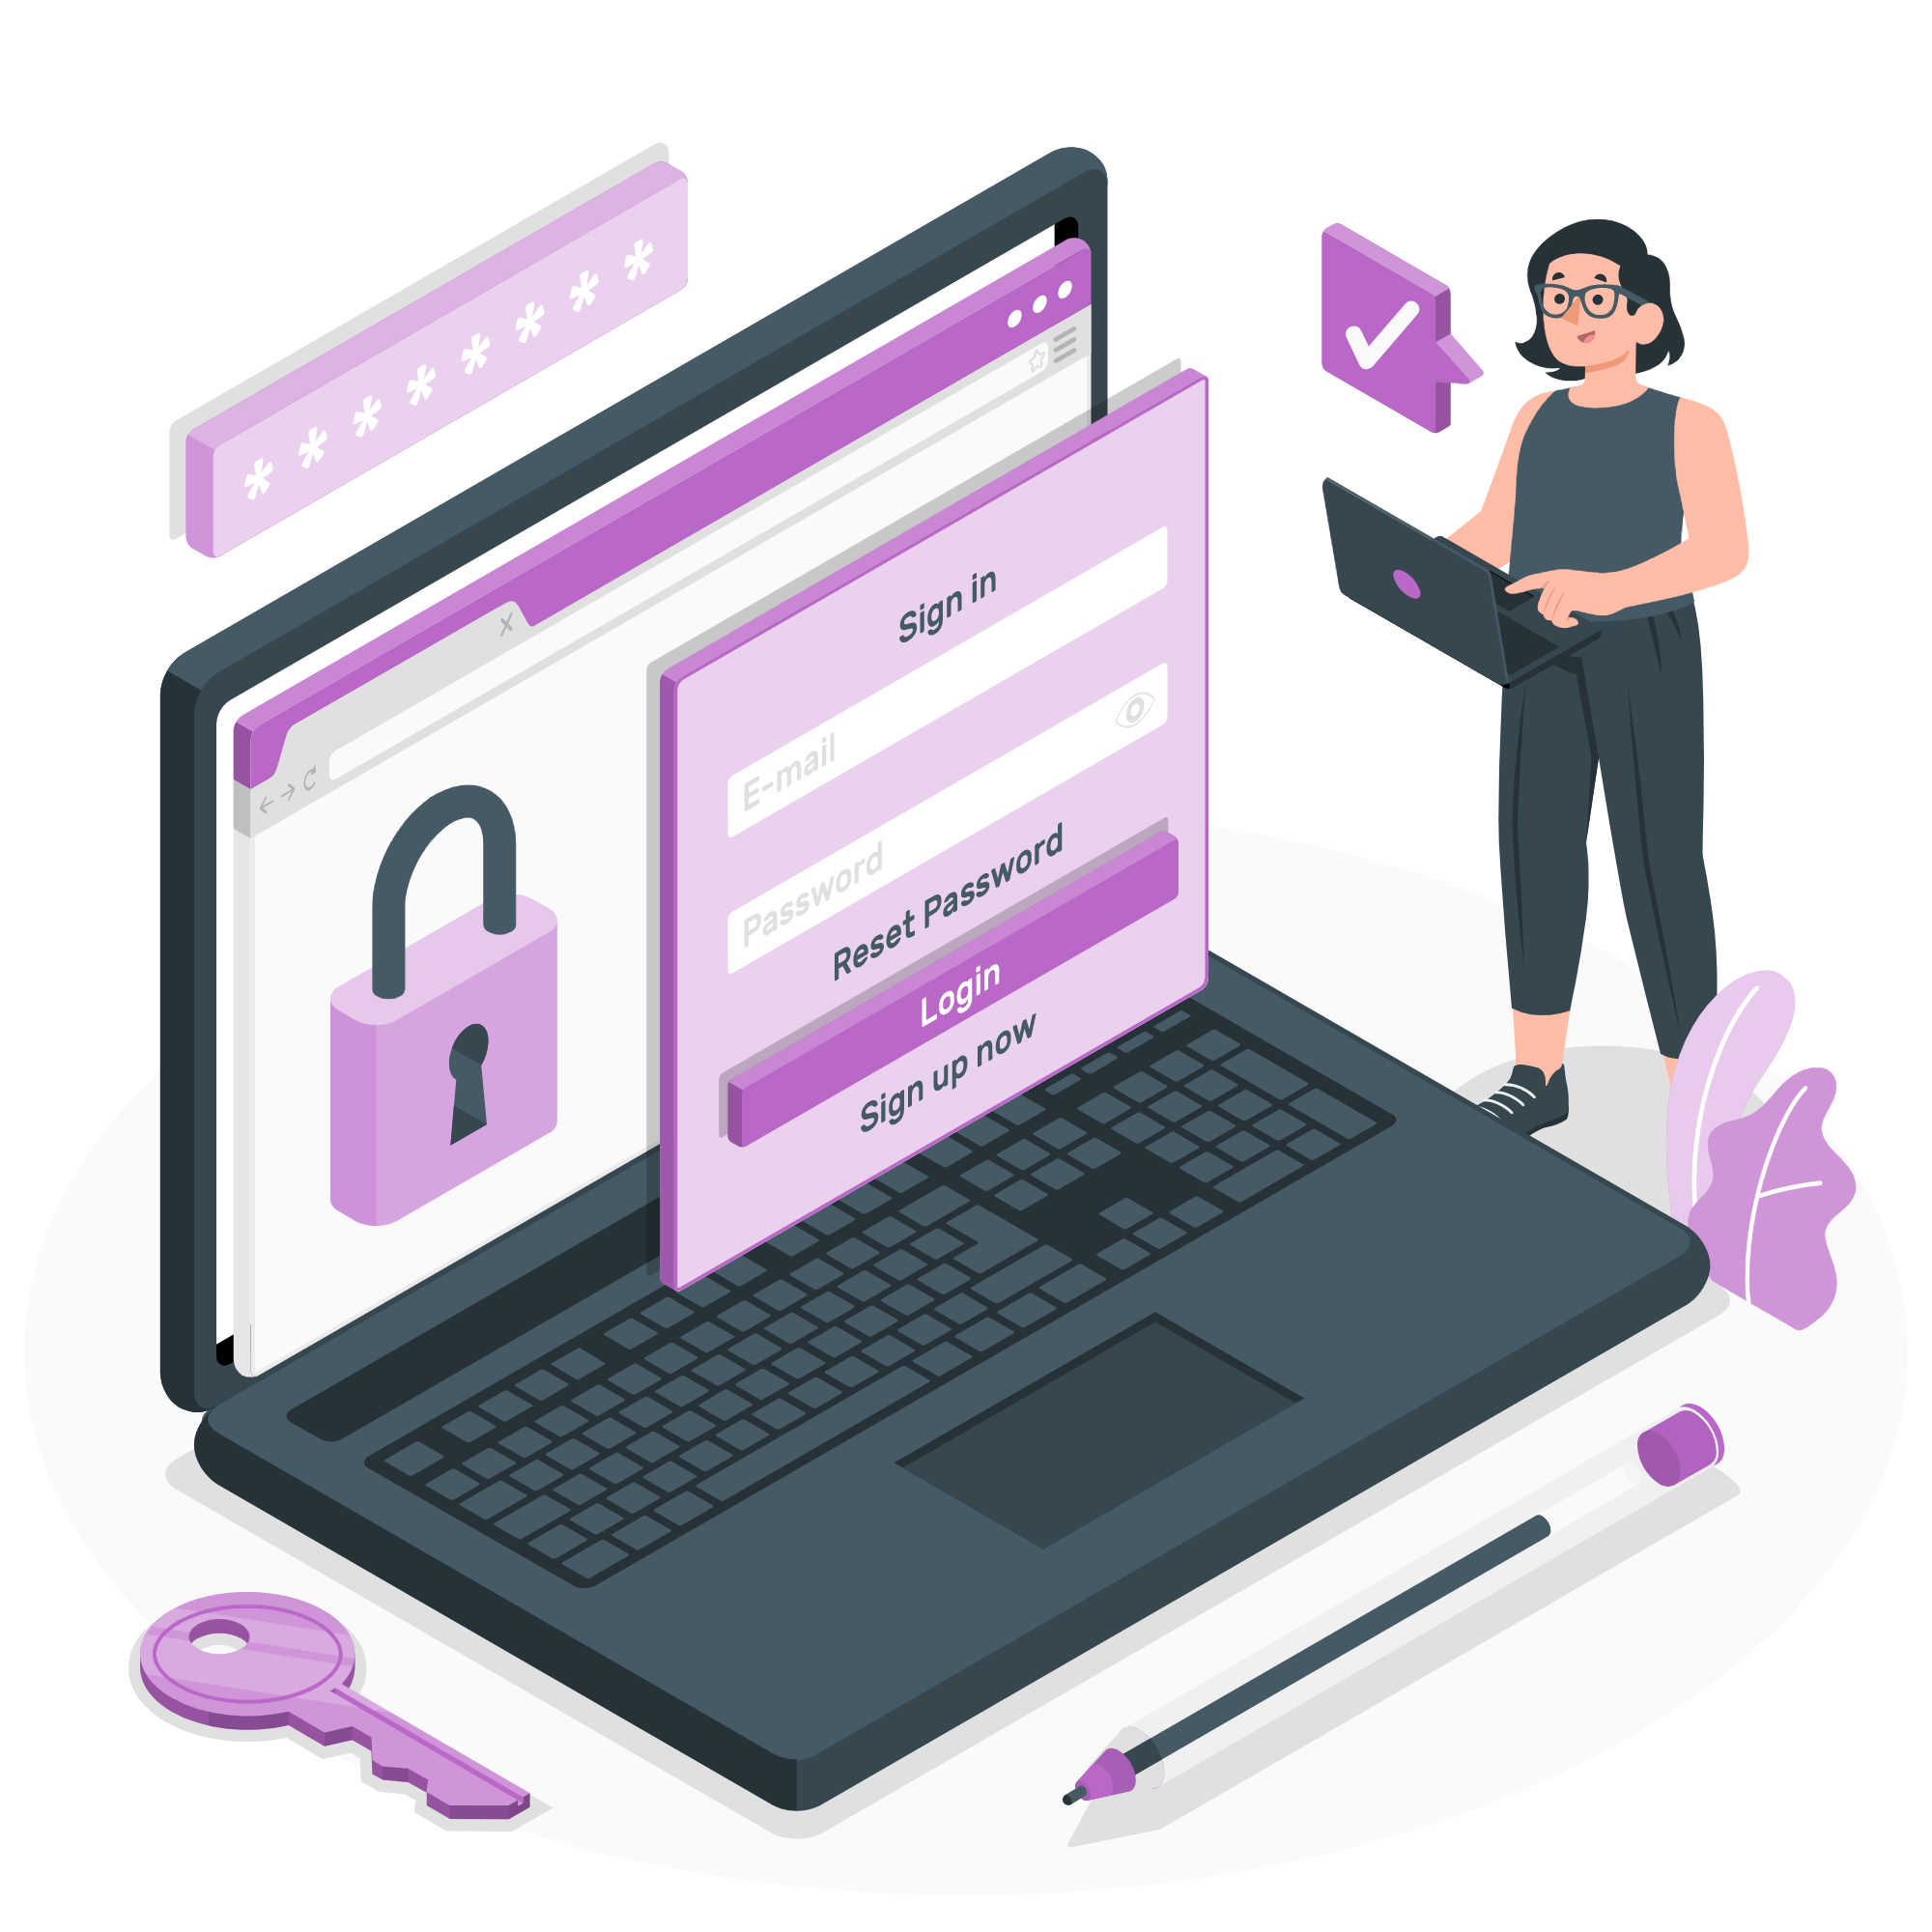 ********
Sign in
E-mail
Password
Reset Password
Login
Sign up now